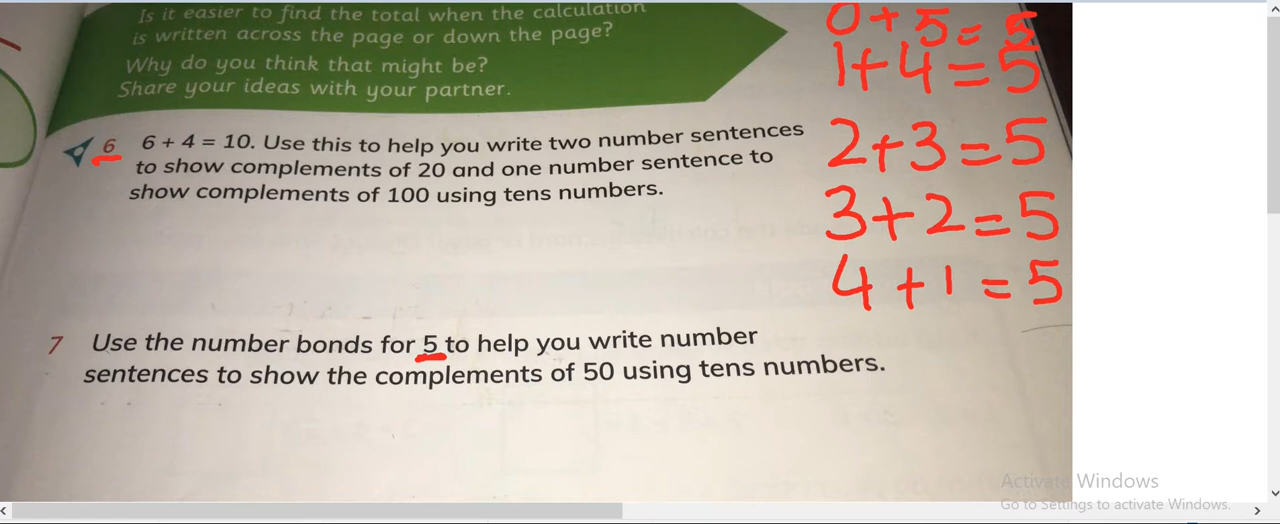 Is it easier to find the total when the calculation
is written across the page or down the page?
Why do you think that might be?
Share your ideas with your partner.
0 + 5 = 5
1 + 4 = 5
6 6 + 4 = 10. Use this to help you write two number sentences
to show complements of 20 and one number sentence to
show complements of 100 using tens numbers.
2 + 3 = 5
3 + 2 = 5
4 + 1 = 5
7 Use the number bonds for 5 to help you write number
sentences to show the complements of 50 using tens numbers.
Activate Windows
Go to Settings to activate Windows.